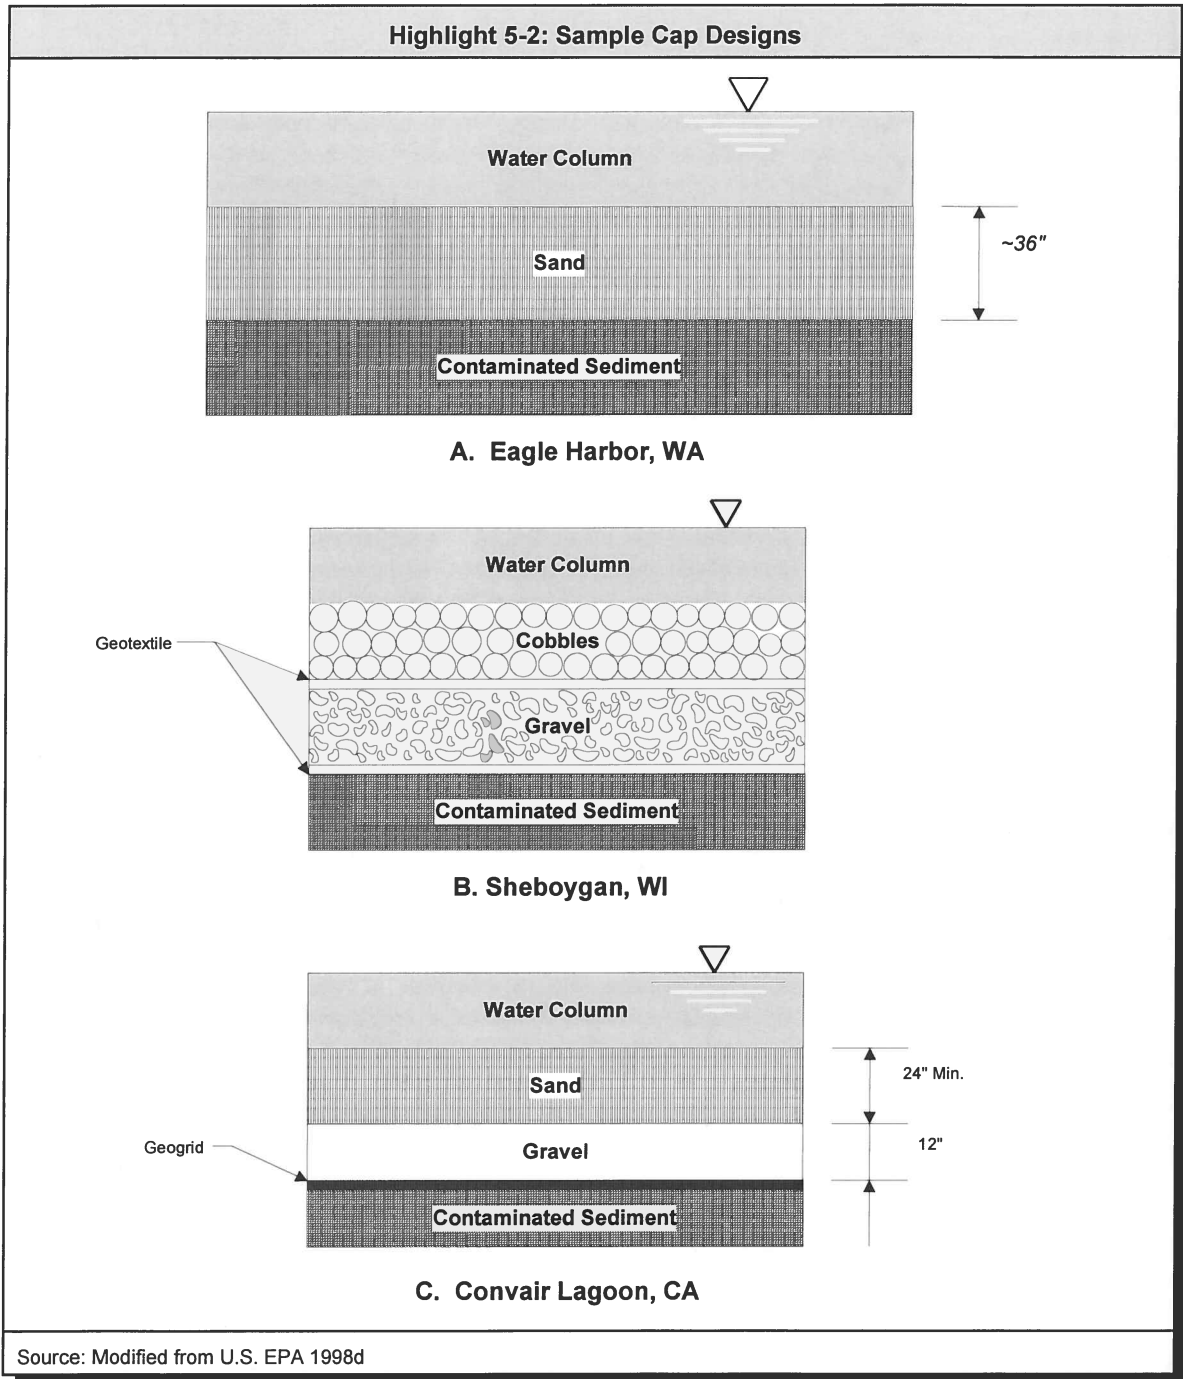 Highlight 5-2: Sample Cap Designs
Water Column
~36"
Sand
Contaminated Sediment
A. Eagle Harbor, WA
Water Column
Geotextile
Cobbles
Gravel
Contaminated Sediment
B. Sheboygan, WI
Water Column
24" Min.
Sand
12"
Geogrid
Gravel
Contaminated Sediment
C. Convair Lagoon, CA
Source: Modified from U.S. EPA 1998d